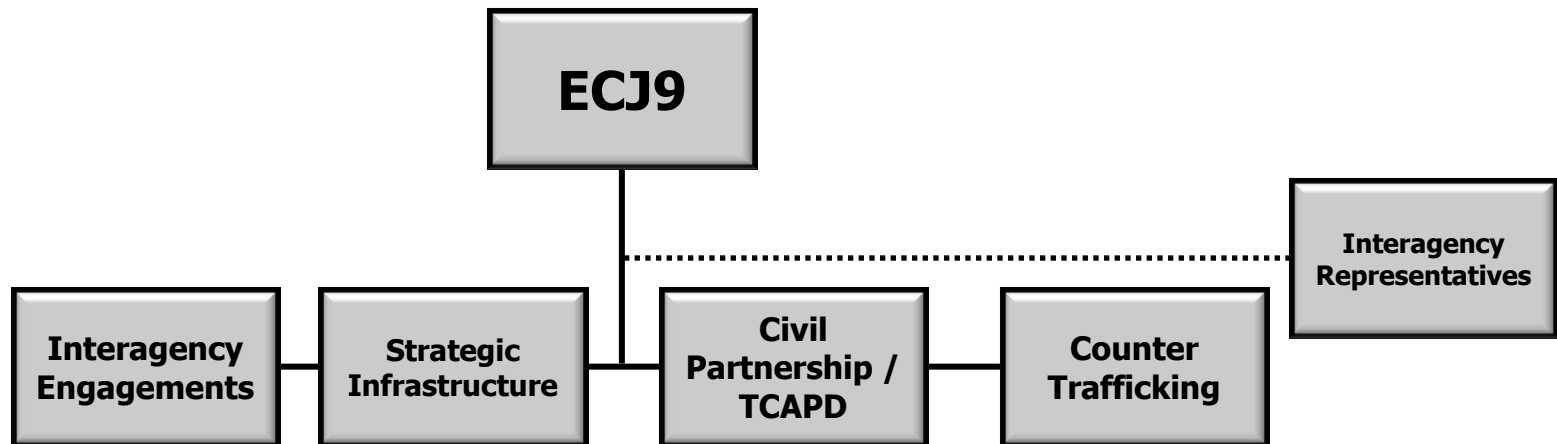 ECJ9
Interagency
Representatives
Interagency
Engagements
Strategic
Infrastructure
Civil
Partnership /
TCAPD
Counter
Trafficking